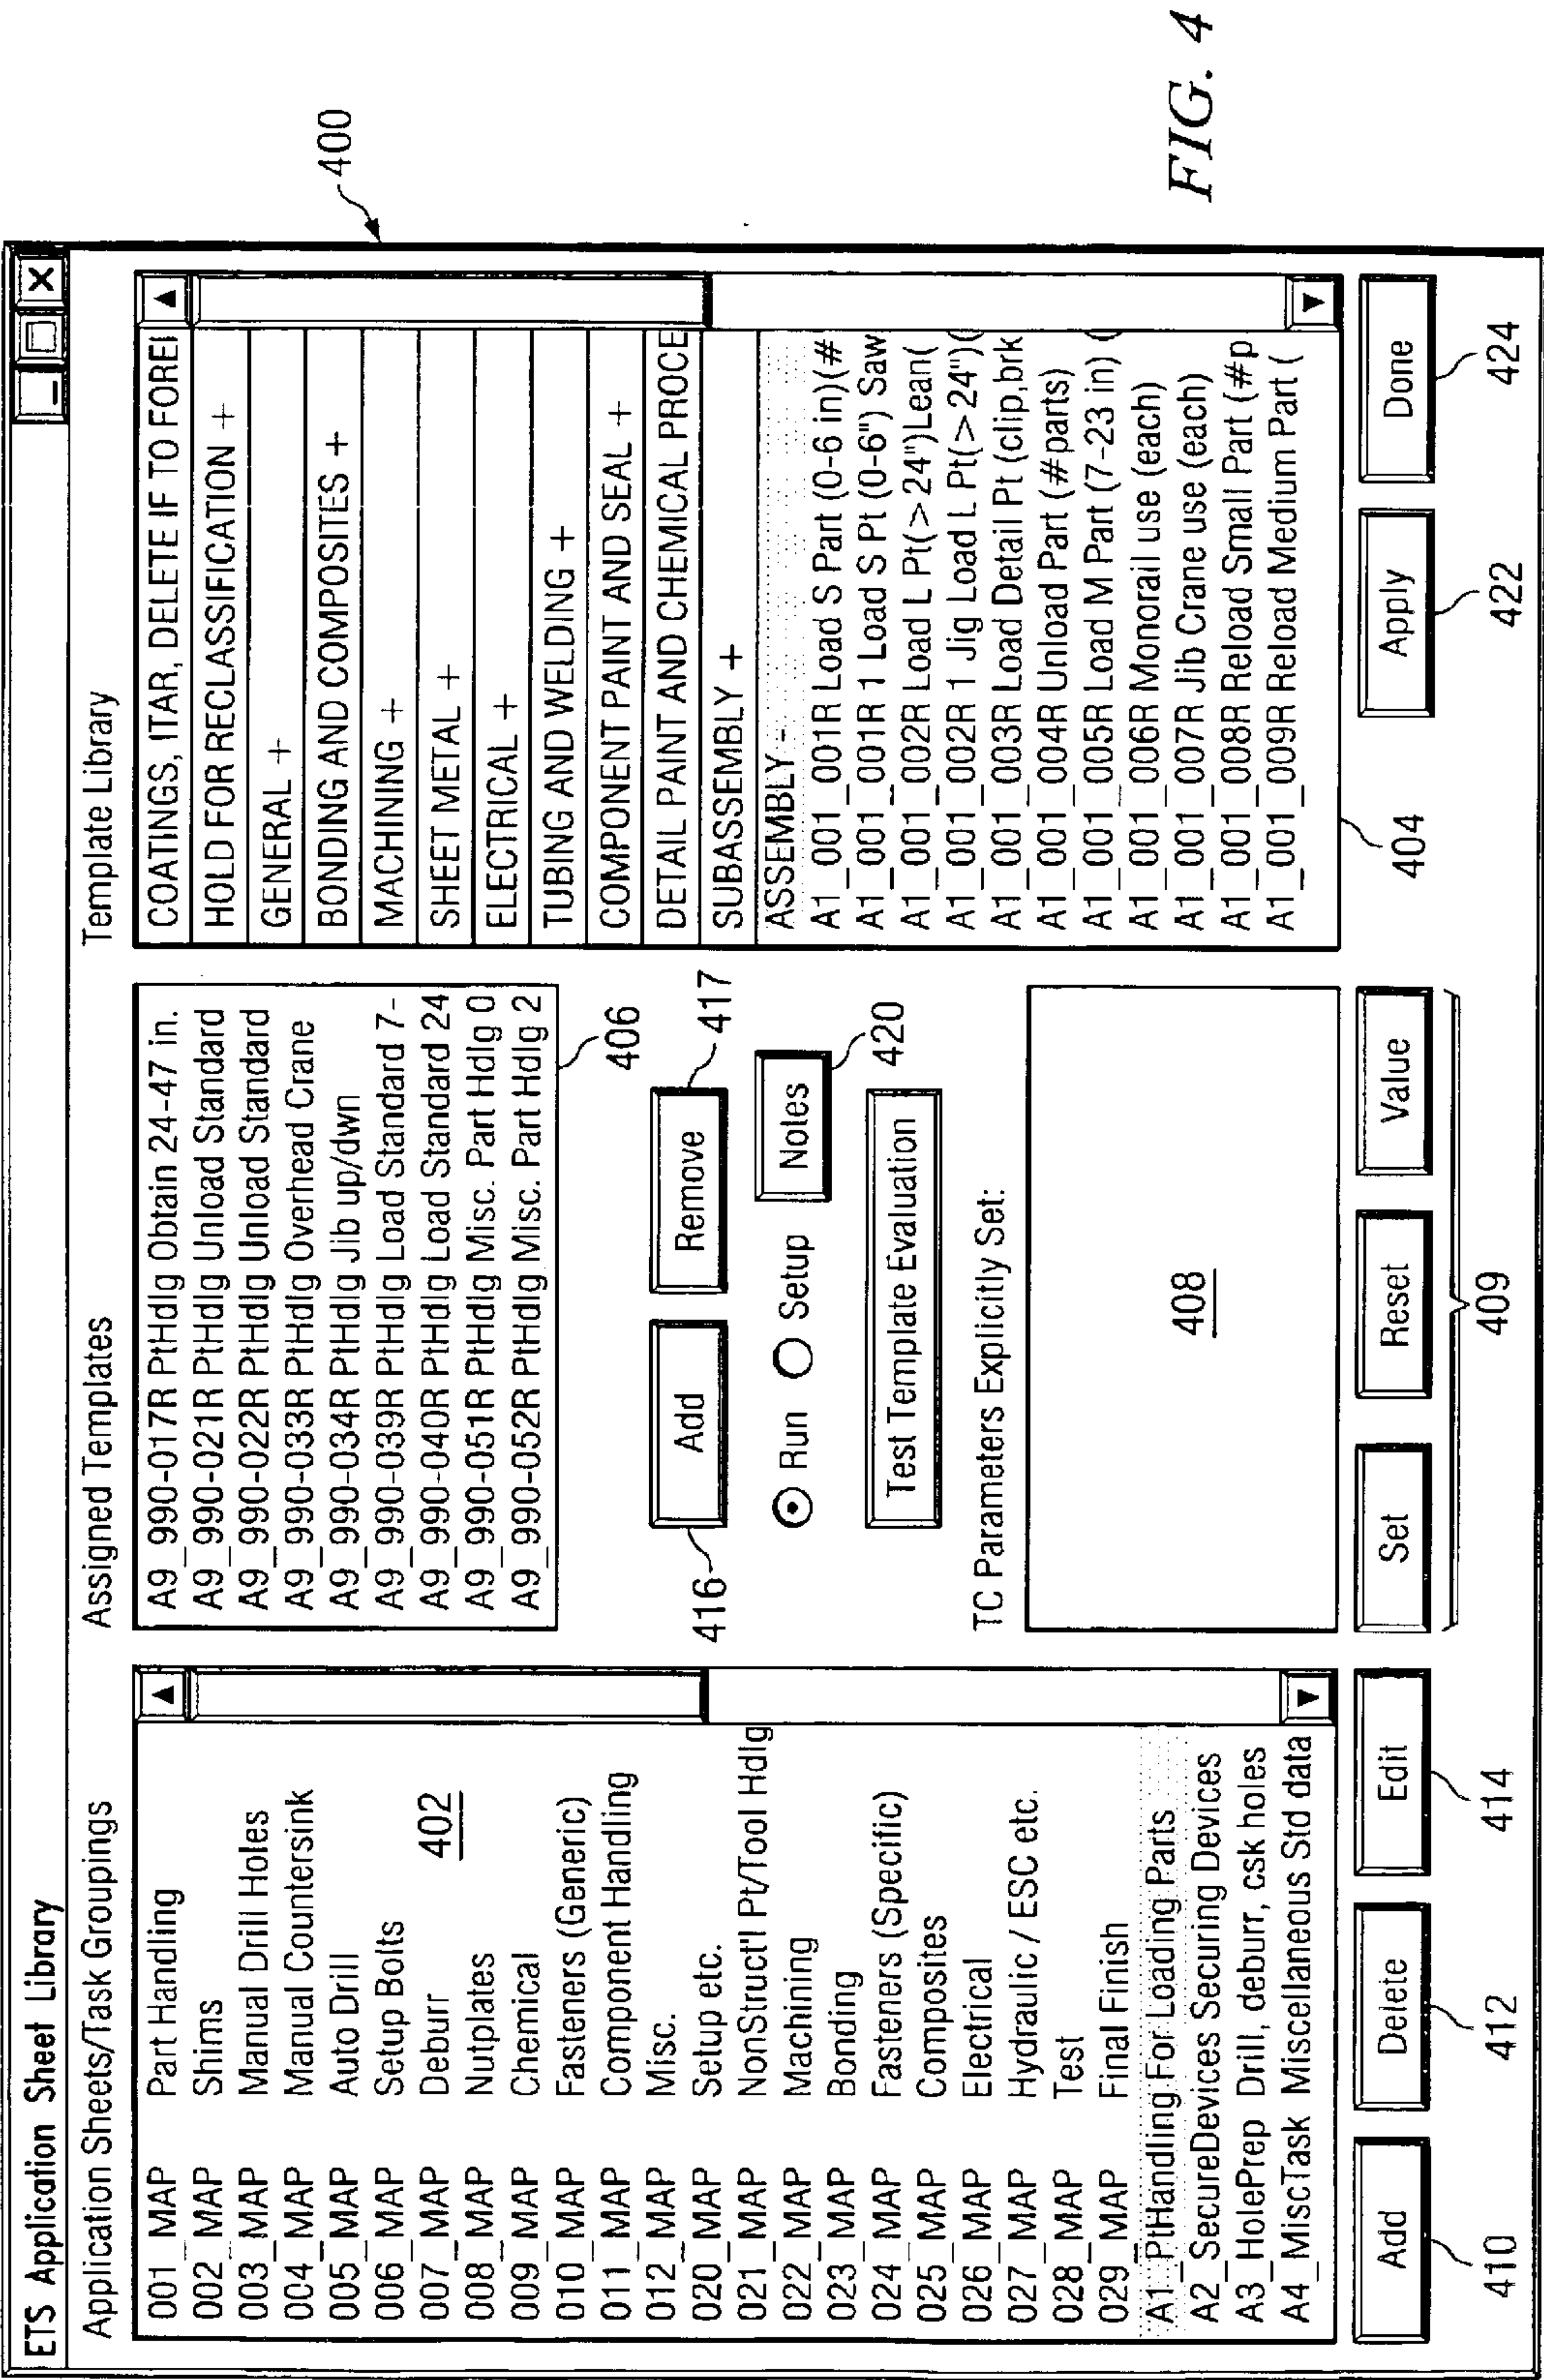 ETS Application Sheet Library
_ □ X
400
Application Sheets/Task Groupings
001_MAP Part Handling
002_MAP Shims
003_MAP Manual Drill Holes
004_MAP Manual Countersink
005_MAP Auto Drill
006_MAP Setup Bolts
007_MAP Deburr
008_MAP Nutplates
009_MAP Chemical
010_MAP Fasteners (Generic)
011_MAP Component Handling
012_MAP Misc.
020_MAP Setup etc.
021_MAP NonStruct'l Pt/Tool Hdlg
022_MAP Machining
023_MAP Bonding
024_MAP Fasteners (Specific)
025_MAP Composites
026_MAP Electrical
027_MAP Hydraulic / ESC etc.
028_MAP Test
029_MAP Final Finish
A1_PtHandling For Loading Parts
A2_SecureDevices Securing Devices
A3_HolePrep Drill, deburr, csk holes
A4_MiscTask Miscellaneous Std data
402
Add
Delete
Edit
410
412
414
Assigned Templates
A9_990-017R PtHdlg Obtain 24-47 in.
A9_990-021R PtHdlg Unload Standard
A9_990-022R PtHdlg Unload Standard
A9_990-033R PtHdlg Overhead Crane
A9_990-034R PtHdlg Jib up/dwn
A9_990-039R PtHdlg Load Standard 7-
A9_990-040R PtHdlg Load Standard 24
A9_990-051R PtHdlg Misc. Part Hdlg 0
A9_990-052R PtHdlg Misc. Part Hdlg 2
406
416
Add
Remove
417
Run
Setup
Notes
420
Test Template Evaluation
TC Parameters Explicitly Set:
408
Set
Reset
Value
409
Template Library
COATINGS, ITAR, DELETE IF TO FOREI
HOLD FOR RECLASSIFICATION +
GENERAL +
BONDING AND COMPOSITES +
MACHINING +
SHEET METAL +
ELECTRICAL +
TUBING AND WELDING +
COMPONENT PAINT AND SEAL +
DETAIL PAINT AND CHEMICAL PROCE
SUBASSEMBLY +
ASSEMBLY -
A1_001_001R Load S Part (0-6 in)(#
A1_001_001R 1 Load S Pt (0-6") Saw
A1_001_002R Load L Pt(>24")Lean(
A1_001_002R 1 Jig Load L Pt(>24")(
A1_001_003R Load Detail Pt (clip,brk
A1_001_004R Unload Part (#parts)
A1_001_005R Load M Part (7-23 in) (
A1_001_006R Monorail use (each)
A1_001_007R Jib Crane use (each)
A1_001_008R Reload Small Part (#p
A1_001_009R Reload Medium Part (
404
Apply
Done
422
424
FIG. 4